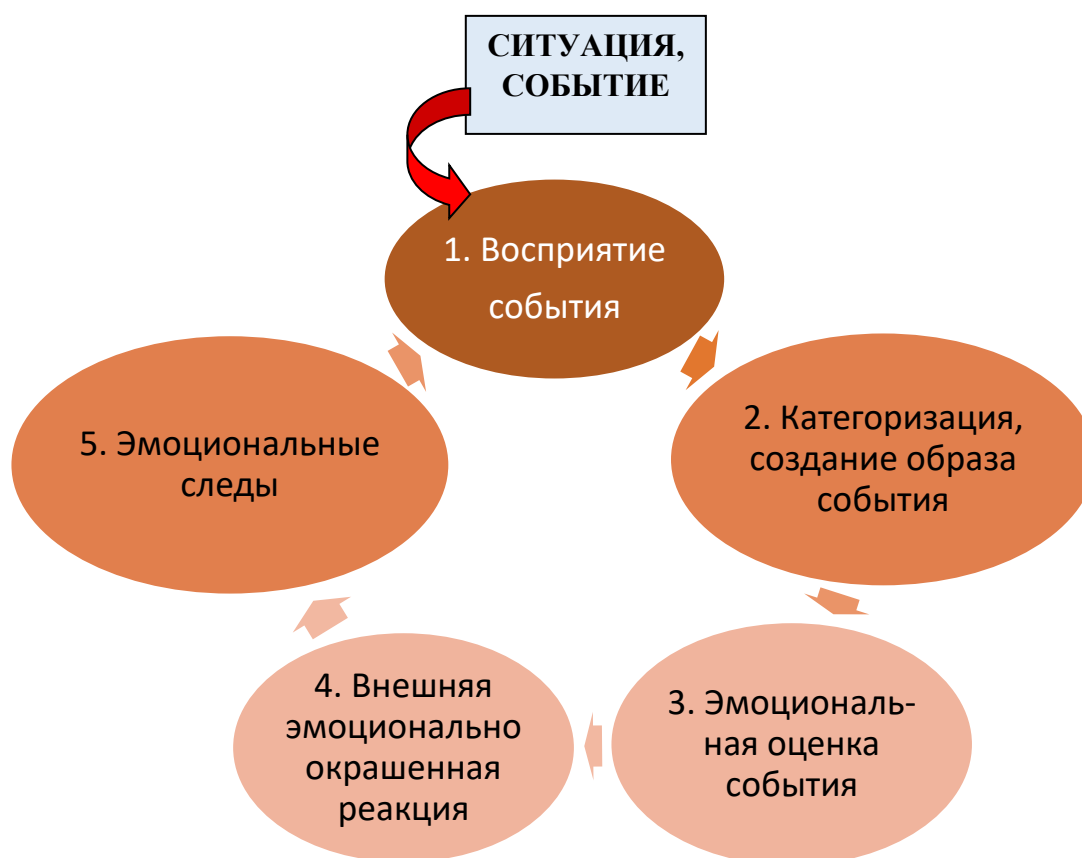 СИТУАЦИЯ,
СОБЫТИЕ
1. Восприятие
события
2. Категоризация,
создание образа
события
3. Эмоциональ-
ная оценка
события
4. Внешняя
эмоционально
окрашенная
реакция
5. Эмоциональные
следы